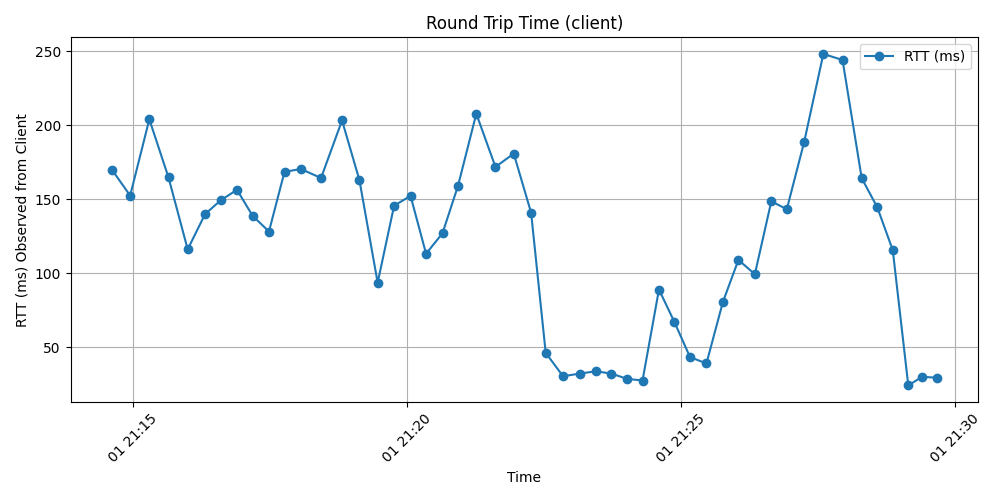 Round Trip Time (client)
RTT (ms)
RTT (ms) Observed from Client
250
200
150
100
50
01 21:15
01 21:20
01 21:25
01 21:30
Time